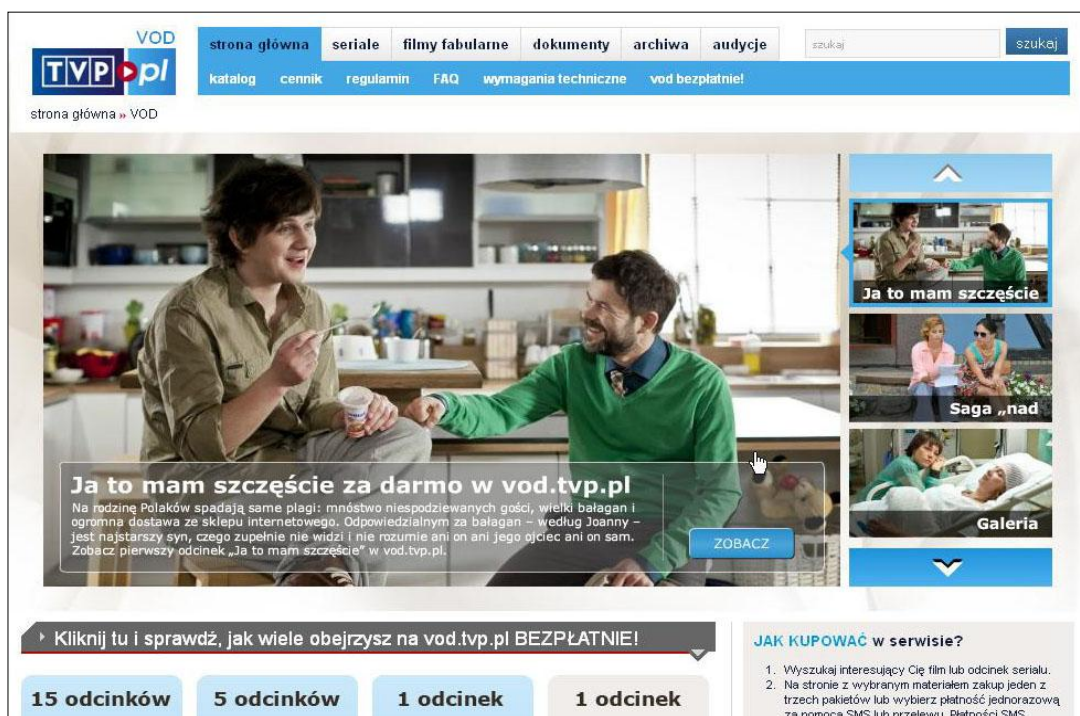 VOD
TVP pl
strona główna seriale filmy fabularne dokumenty archiwa audycje
szukaj
szukaj
katalog cennik regulamin FAQ wymagania techniczne vod bezpłatnie!
strona główna » VOD
Ja to mam szczęście
Saga „nad
Galeria
Ja to mam szczęście za darmo w vod.tvp.pl
Na rodzinę Polaków spadają same plagi: mnóstwo niespodziewanych gości, wielki bałagan i
ogromna dostawa ze sklepu internetowego. Odpowiedzialnym za bałagan – według Joanny –
jest najstarszy syn, czego zupełnie nie widzi i nie rozumie ani on ani jego ojciec ani on sam.
Zobacz pierwszy odcinek „Ja to mam szczęście" w vod.tvp.pl.
ZOBACZ
Kliknij tu i sprawdź, jak wiele obejrzysz na vod.tvp.pl BEZPŁATNIE!
15 odcinków
5 odcinków
1 odcinek
1 odcinek
JAK KUPOWAĆ w serwisie?
1. Wyszukaj interesujący Cię film lub odcinek serialu.
2. Na stronie z wybranym materiałem zakup jeden z
trzech pakietów lub wybierz płatność jednorazową
za pomocą SMS lub przelewu. Płatności SMS